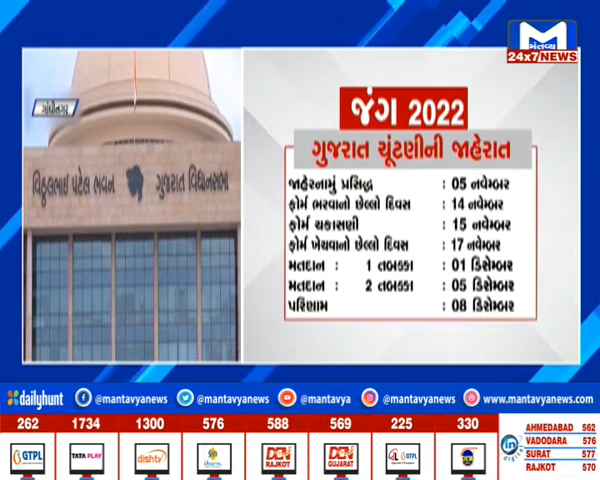 મંતવ્ય
24x7NEWS
ગાંધીનગર
વિઠ્ઠલભાઈ પટેલ ભવન ગુજરાત વિધાનસભા
જંગ 2022
ગુજરાત ચૂંટણીની જાહેરાત
જાહેરનામું પ્રસિદ્ધ : 05 નવેમ્બર
ફોર્મ ભરવાનો છેલ્લો દિવસ : 14 નવેમ્બર
ફોર્મ ચકાસણી : 15 નવેમ્બર
ફોર્મ ખેચવાનો છેલ્લો દિવસ : 17 નવેમ્બર
મતદાન : 1 તબક્કા : 01 ડિસેમ્બર
મતદાન : 2 તબક્કા : 05 ડિસેમ્બર
પરિણામ : 08 ડિસેમ્બર
dailyhunt @mantavyanews @mantavyanews @mantavya @mantavyanews www.mantavyanews.com
262 1734 1300 576 588 569 225 330
GTPL TATA PLAY dishtv DEN RAJKOT DEN GUJARAT GTPL
in digital
AHMEDABAD 562
VADODARA 576
SURAT 577
RAJKOT 570